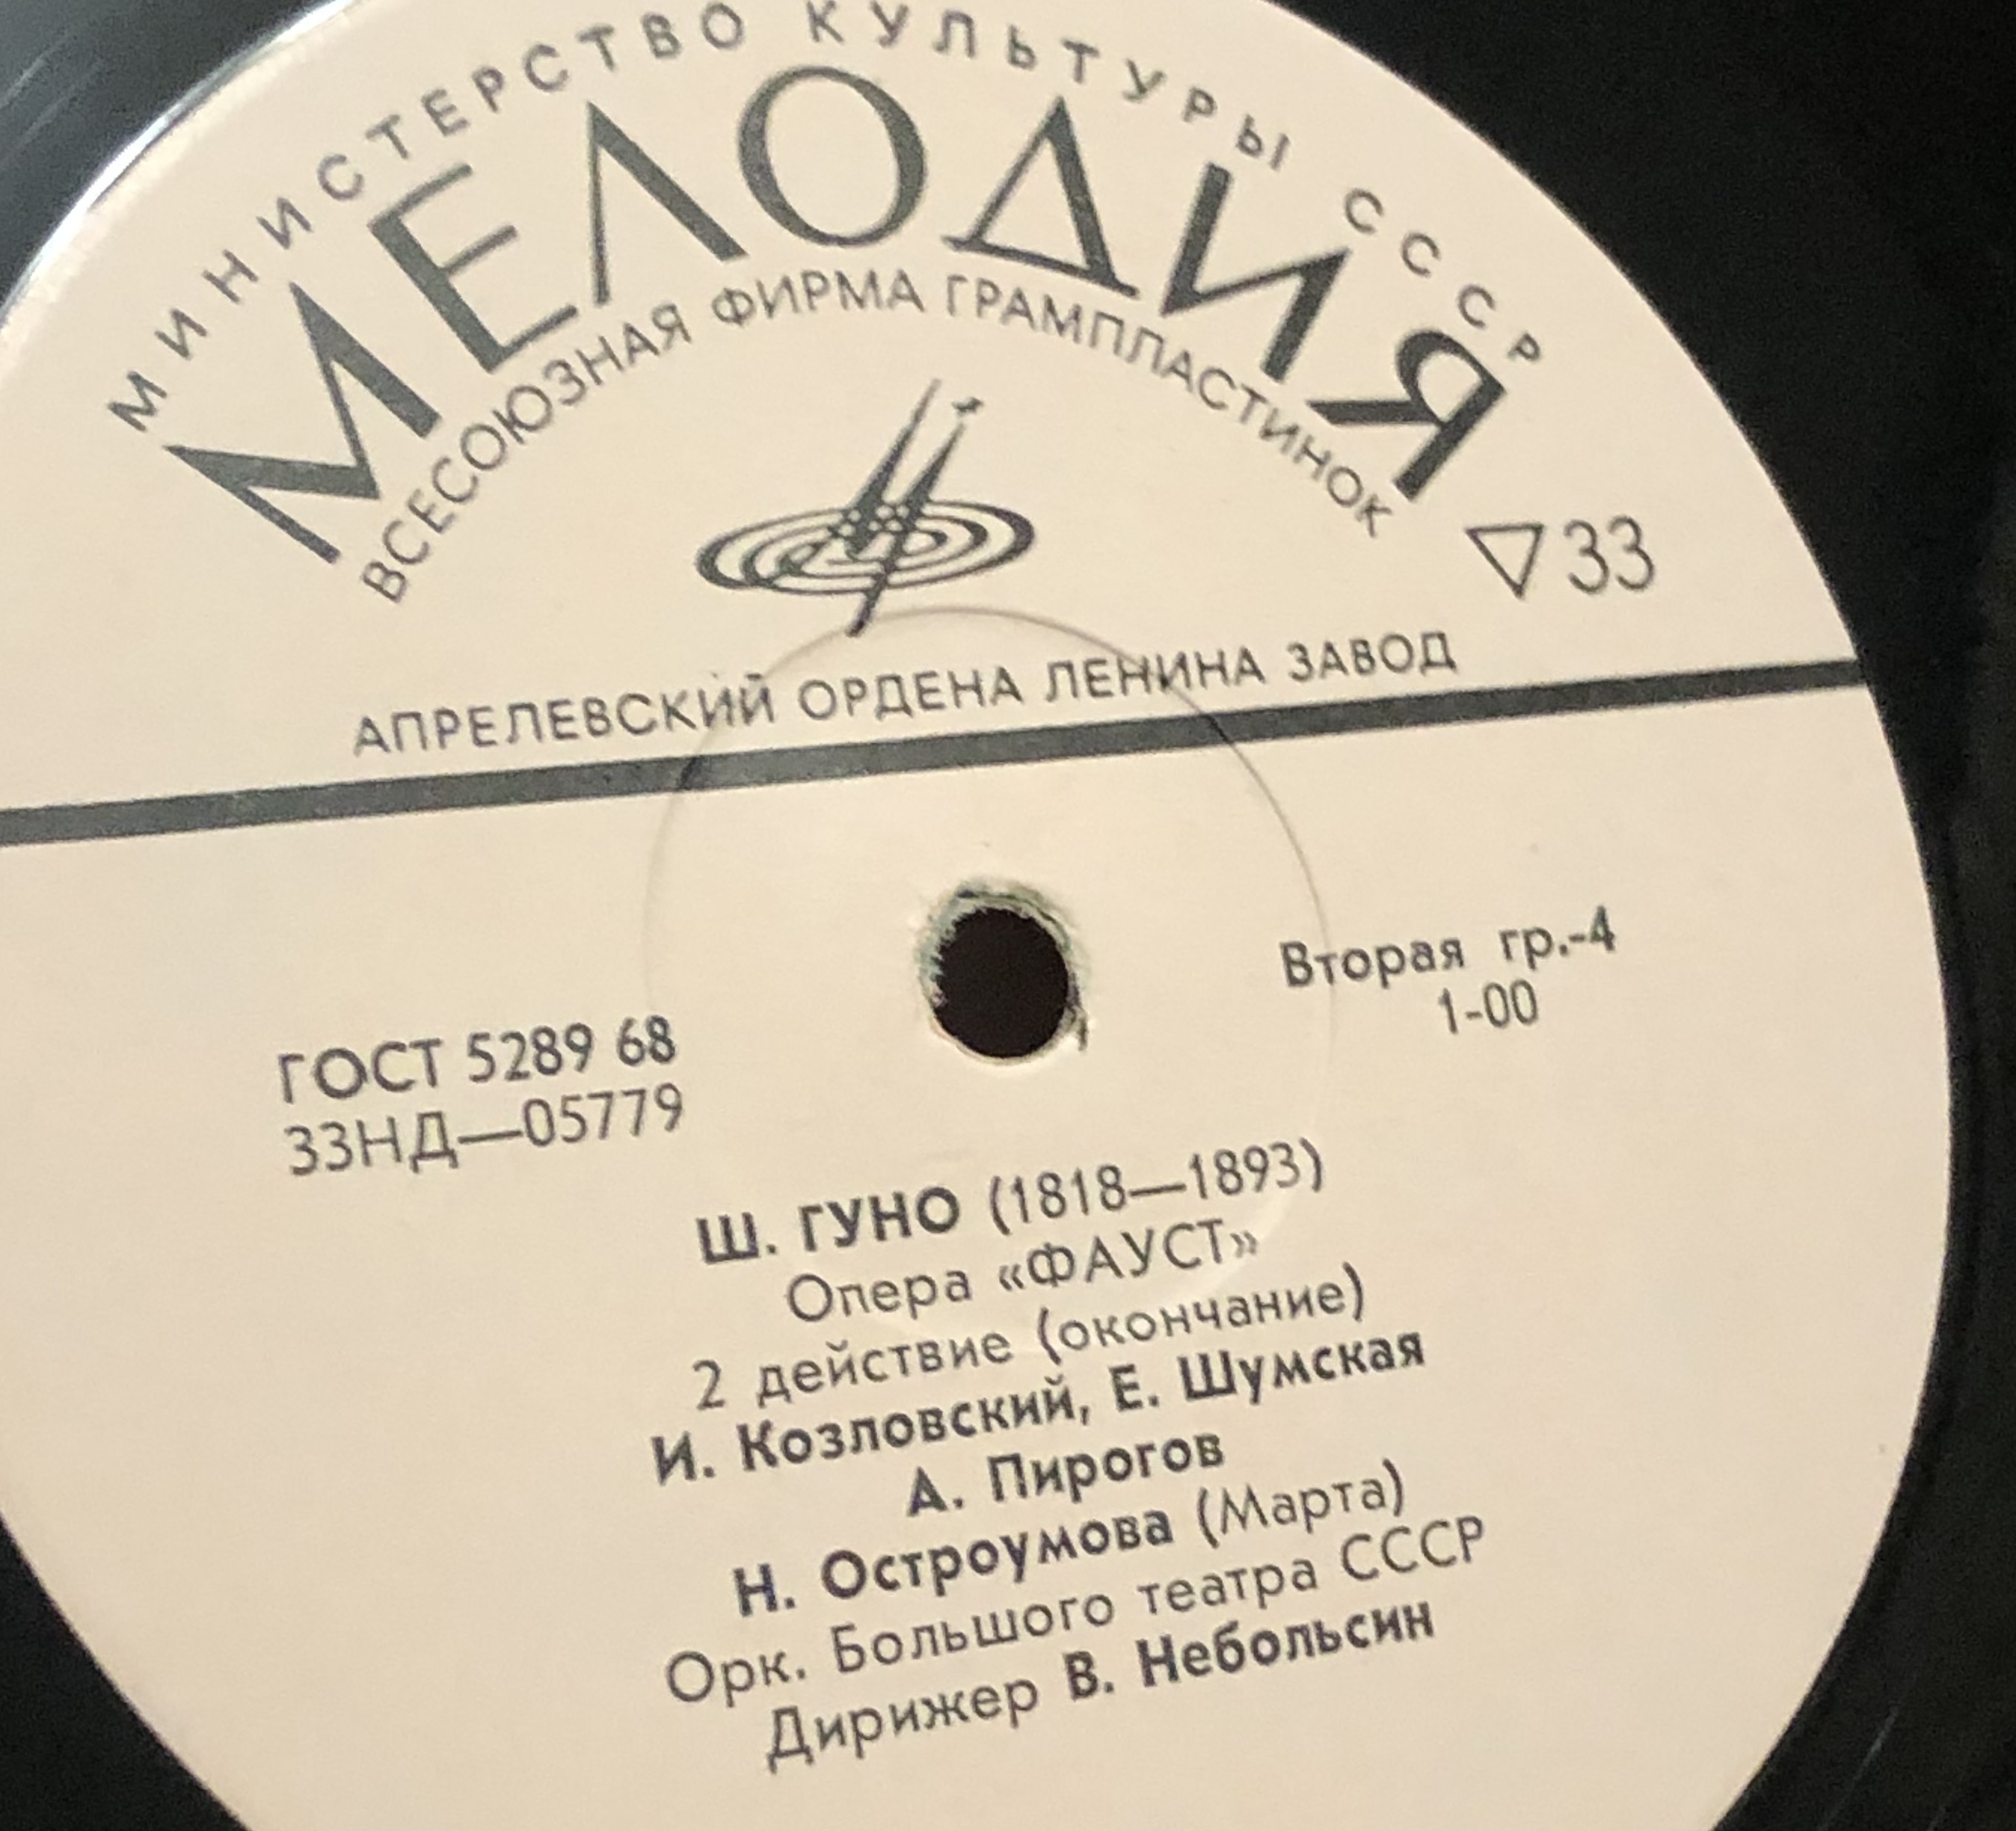 МИНИСТЕРСТВО КУЛЬТУРЫ СССР
МЕЛОДИЯ
ВСЕСОЮЗНАЯ ФИРМА ГРАМПЛАСТИНОК
▽33
АПРЕЛЕВСКИЙ ОРДЕНА ЛЕНИНА ЗАВОД
Вторая гр.-4
1-00
ГОСТ 5289 68
33НД—05779
Ш. ГУНО (1818—1893)
Опера «ФАУСТ»
2 действие (окончание)
И. Козловский, Е. Шумская
А. Пирогов
Н. Остроумова (Марта)
Орк. Большого театра СССР
Дирижер В. Небольсин